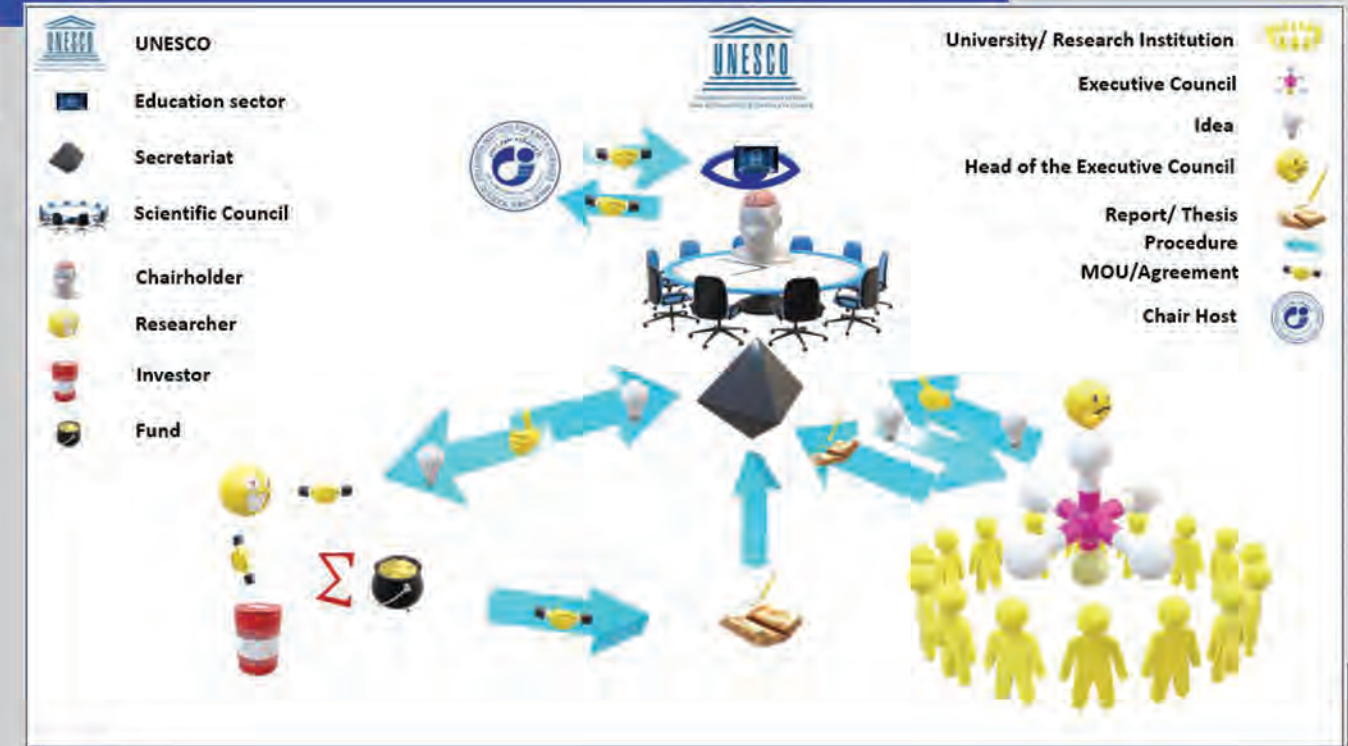 UNESCO
UNESCO
Education sector
Secretariat
Scientific Council
Chairholder
Researcher
Investor
Fund
UNESCO
Σ
University/ Research Institution
Executive Council
Idea
Head of the Executive Council
Report/ Thesis
Procedure
MOU/Agreement
Chair Host